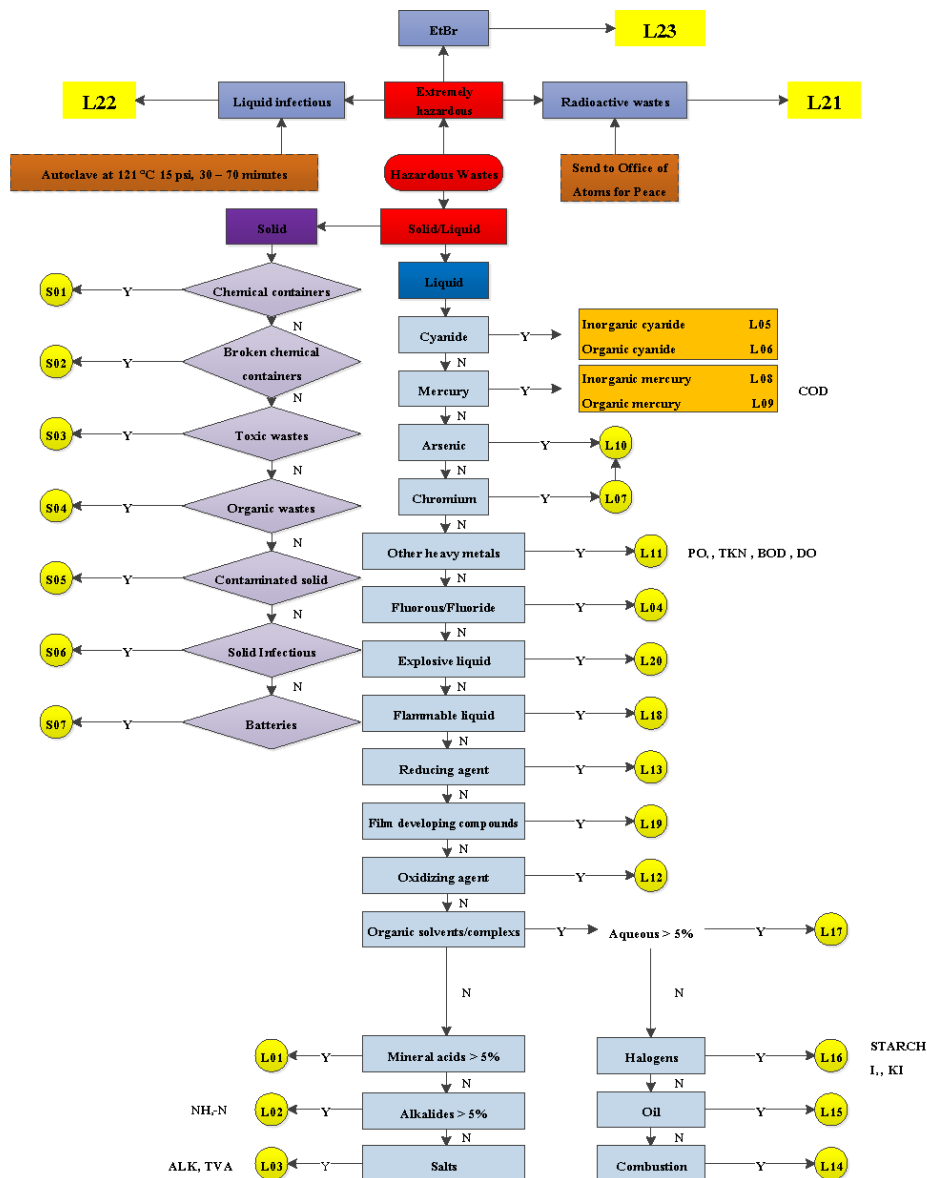 EtBr
L23
L22
Liquid infectious
Extremely
hazardous
Radioactive wastes
L21
Autoclave at 121 °C 15 psi, 30 – 70 minutes
Hazardous Wastes
Send to Office of
Atoms for Peace
Solid
Solid/Liquid
Liquid
S01
Y
Chemical containers
N
S02
Y
Broken chemical
containers
N
S03
Y
Toxic wastes
N
S04
Y
Organic wastes
N
S05
Y
Contaminated solid
N
S06
Y
Solid Infectious
N
S07
Y
Batteries
Cyanide
Y
Inorganic cyanide L05
Organic cyanide L06
N
Mercury
Y
Inorganic mercury L08
Organic mercury L09
COD
N
Arsenic
Y
L10
N
Chromium
Y
L07
N
Other heavy metals
Y
L11
PO,, TKN , BOD , DO
N
Fluorous/Fluoride
Y
L04
N
Explosive liquid
Y
L20
N
Flammable liquid
Y
L18
N
Reducing agent
Y
L13
N
Film developing compounds
Y
L19
N
Oxidizing agent
Y
L12
N
Organic solvents/complexs
Y
Aqueous > 5%
Y
L17
N
N
L01
Y
Mineral acids > 5%
N
NH,-N
L02
Y
Alkalides > 5%
N
ALK, TVA
L03
Y
Salts
Halogens
Y
L16
STARCH
I,, KI
N
Oil
Y
L15
N
Combustion
Y
L14